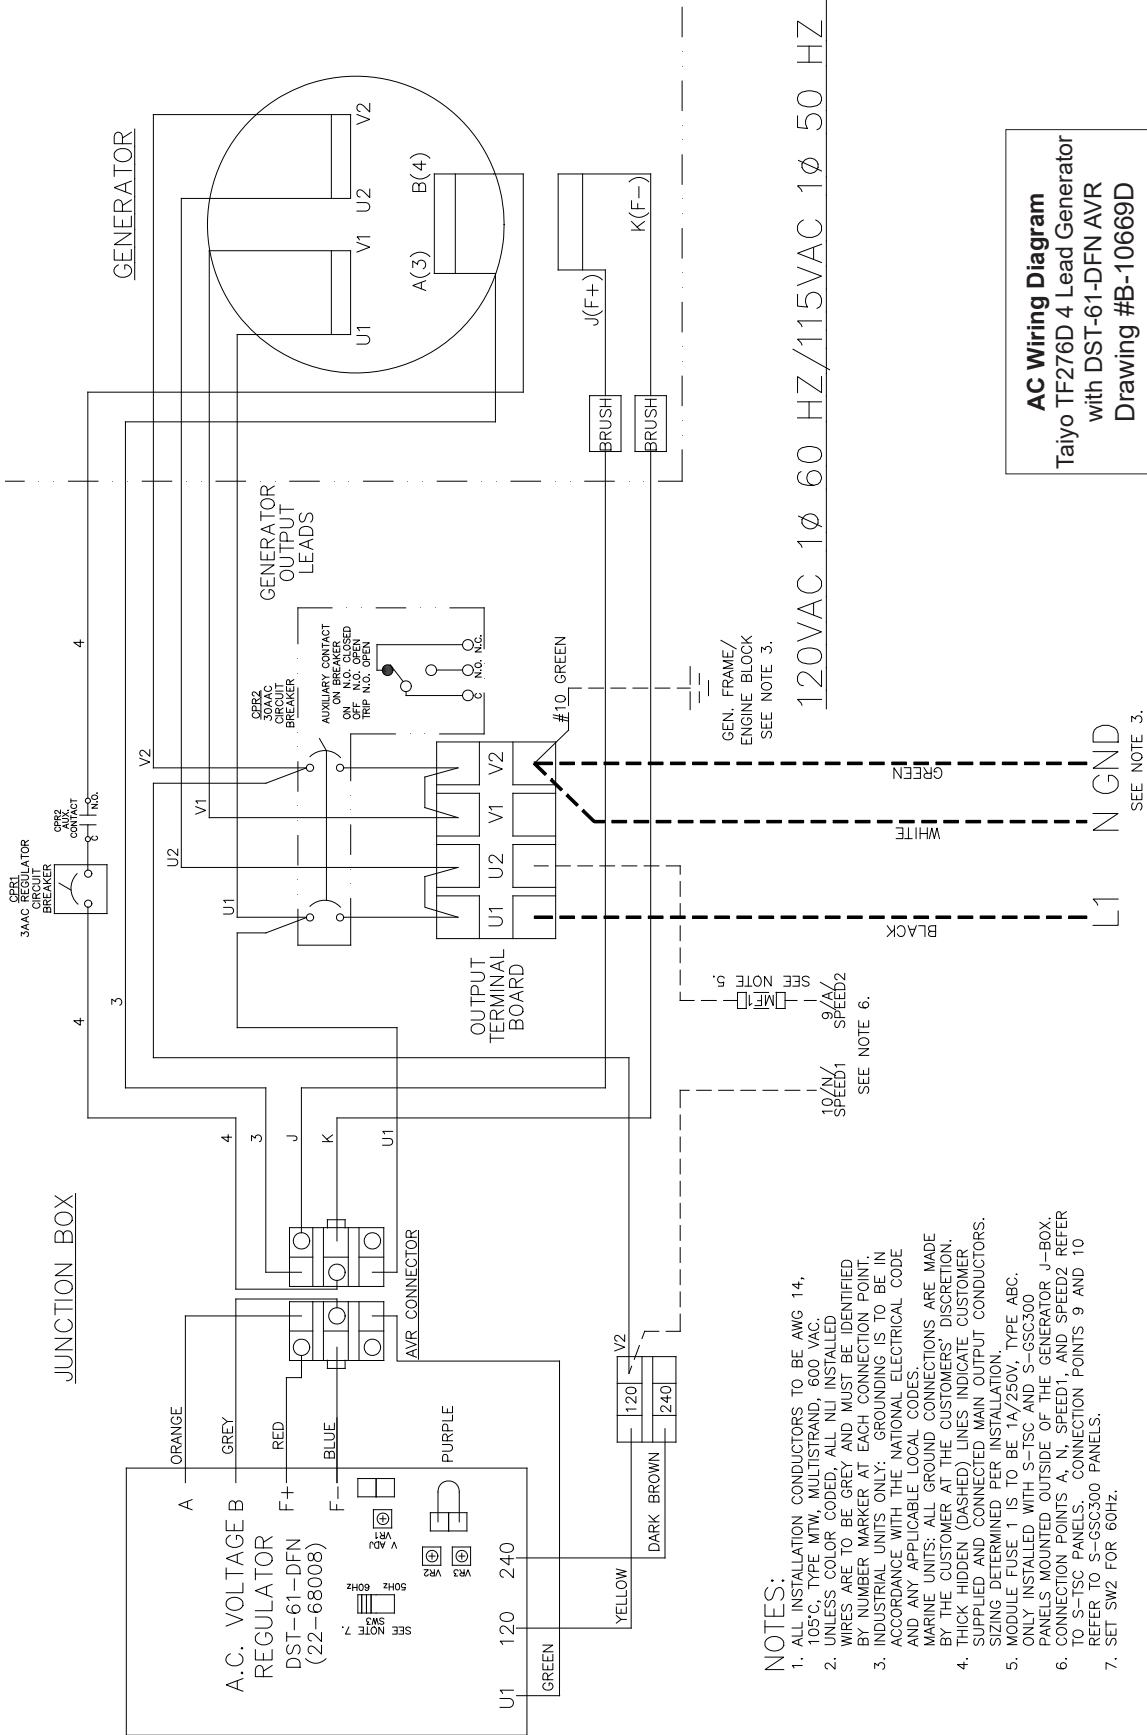 JUNCTION BOX
GENERATOR
A.C. VOLTAGE
REGULATOR
DST-61-DFN
(22-68008)
A
B
F+
F-
ORANGE
GREY
RED
BLUE
V ADJ
VR1
VR2
VR3
PURPLE
SEE NOTE 7.
SW3
50Hz
60Hz
U1
120
240
GREEN
YELLOW
DARK BROWN
120
240
V2
AVR CONNECTOR
4
3
J
K
U1
4
3
4
CPR1
3AAC REGULATOR
CIRCUIT
BREAKER
CPR2
AUX.
CONTACT
C
N.O.
U1
U2
V1
V2
CPR2
30AAC
CIRCUIT
BREAKER
AUXILIARY CONTACT
ON BREAKER
ON N.O. CLOSED
OFF N.O. OPEN
TRIP N.O. OPEN
C
N.O.
N.C.
GENERATOR
OUTPUT
LEADS
OUTPUT
TERMINAL
BOARD
U1
U2
V1
V2
#10 GREEN
GEN. FRAME/
ENGINE BLOCK
SEE NOTE 3.
U1
V1
U2
V2
A(3)
B(4)
J(F+)
K(F-)
BRUSH
BRUSH
MF1
SEE NOTE 5.
10/N/
SPEED1
9/A/
SPEED2
SEE NOTE 6.
BLACK
WHITE
GREEN
L1
N GND
SEE NOTE 3.
120VAC 1Ø 60 HZ/115VAC 1Ø 50 HZ
NOTES:
1. ALL INSTALLATION CONDUCTORS TO BE AWG 14,
105°C, TYPE MTW, MULTISTRAND, 600 VAC.
2. UNLESS COLOR CODED, ALL NLI INSTALLED
WIRES ARE TO BE GREY AND MUST BE IDENTIFIED
BY NUMBER MARKER AT EACH CONNECTION POINT.
3. INDUSTRIAL UNITS ONLY: GROUNDING IS TO BE IN
ACCORDANCE WITH THE NATIONAL ELECTRICAL CODE
AND ANY APPLICABLE LOCAL CODES.
MARINE UNITS: ALL GROUND CONNECTIONS ARE MADE
BY THE CUSTOMER AT THE CUSTOMERS' DISCRETION.
4. THICK HIDDEN (DASHED) LINES INDICATE CUSTOMER
SUPPLIED AND CONNECTED MAIN OUTPUT CONDUCTORS.
SIZING DETERMINED PER INSTALLATION.
5. MODULE FUSE 1 IS TO BE 1A/250V, TYPE ABC.
ONLY INSTALLED WITH S-TSC AND S-GSC300
PANELS MOUNTED OUTSIDE OF THE GENERATOR J-BOX.
6. CONNECTION POINTS A, N, SPEED1, AND SPEED2 REFER
TO S-TSC PANELS. CONNECTION POINTS 9 AND 10
REFER TO S-GSC300 PANELS.
7. SET SW2 FOR 60Hz.
AC Wiring Diagram
Taiyo TF276D 4 Lead Generator
with DST-61-DFN AVR
Drawing #B-10669D